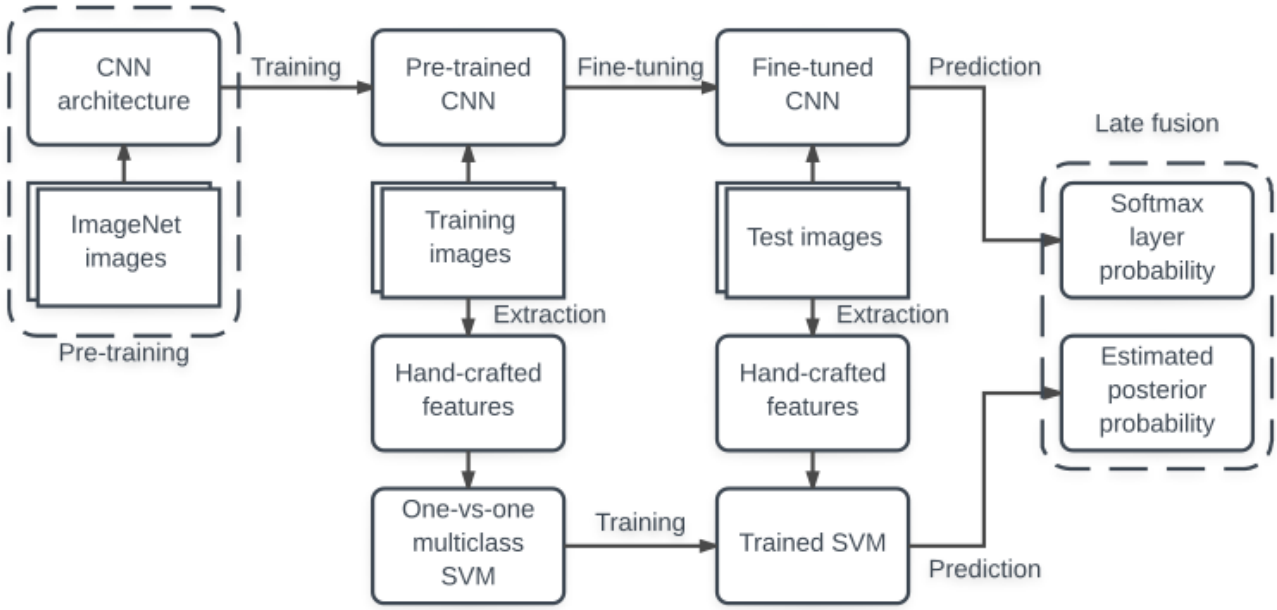 CNN
architecture
Training
Pre-trained
CNN
Fine-tuning
Fine-tuned
CNN
Prediction
Late fusion
ImageNet
images
Training
images
Test images
Softmax
layer
probability
Pre-training
Extraction
Extraction
Hand-crafted
features
Hand-crafted
features
Estimated
posterior
probability
One-vs-one
multiclass
SVM
Training
Trained SVM
Prediction